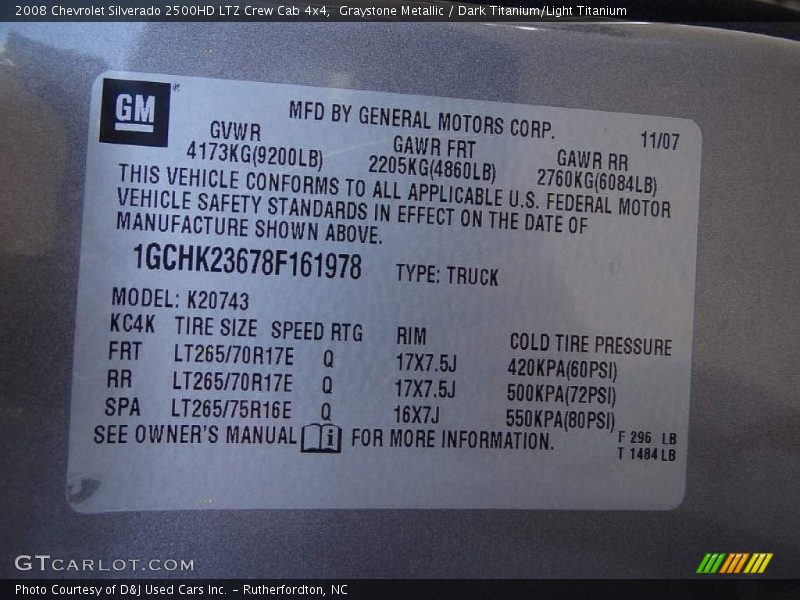 2008 Chevrolet Silverado 2500HD LTZ Crew Cab 4x4,  Graystone Metallic / Dark Titanium/Light Titanium
GM ®
MFD BY GENERAL MOTORS CORP. 11/07
GVWR GAWR FRT GAWR RR
4173KG(9200LB) 2205KG(4860LB) 2760KG(6084LB)
THIS VEHICLE CONFORMS TO ALL APPLICABLE U.S. FEDERAL MOTOR
VEHICLE SAFETY STANDARDS IN EFFECT ON THE DATE OF
MANUFACTURE SHOWN ABOVE.
1GCHK23678F161978 TYPE: TRUCK
MODEL: K20743
KC4K TIRE SIZE SPEED RTG RIM COLD TIRE PRESSURE
FRT LT265/70R17E Q 17X7.5J 420KPA(60PSI)
RR LT265/70R17E Q 17X7.5J 500KPA(72PSI)
SPA LT265/75R16E Q 16X7J 550KPA(80PSI)
SEE OWNER'S MANUAL i FOR MORE INFORMATION.
F 296 LB
T 1484 LB
GTCARLOT.COM
Photo Courtesy of D&J Used Cars Inc. - Rutherfordton, NC